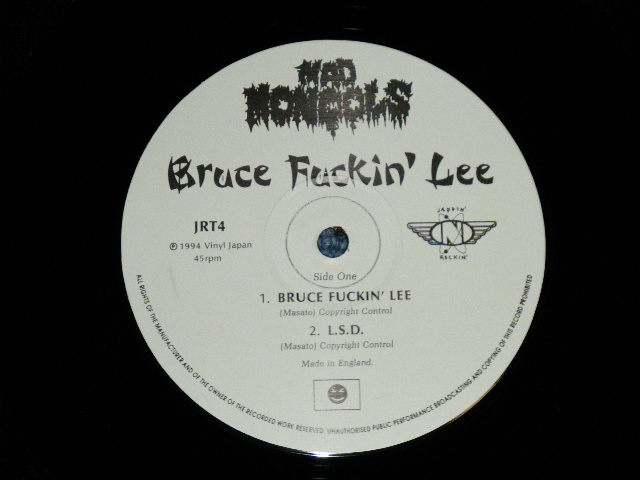 MAD
MONGOLS
Bruce Fuckin' Lee
JRT4
℗ 1994 Vinyl Japan
45rpm
JAZZIN'
N
ROCKIN'
Side One
1. BRUCE FUCKIN' LEE
(Masato) Copyright Control
2. L.S.D.
(Masato) Copyright Control
Made in England.
ALL RIGHTS OF THE MANUFACTURER AND OF THE OWNER OF THE RECORDED WORK RESERVED. UNAUTHORISED PUBLIC PERFORMANCE BROADCASTING AND COPYING OF THIS RECORD PROHIBITED